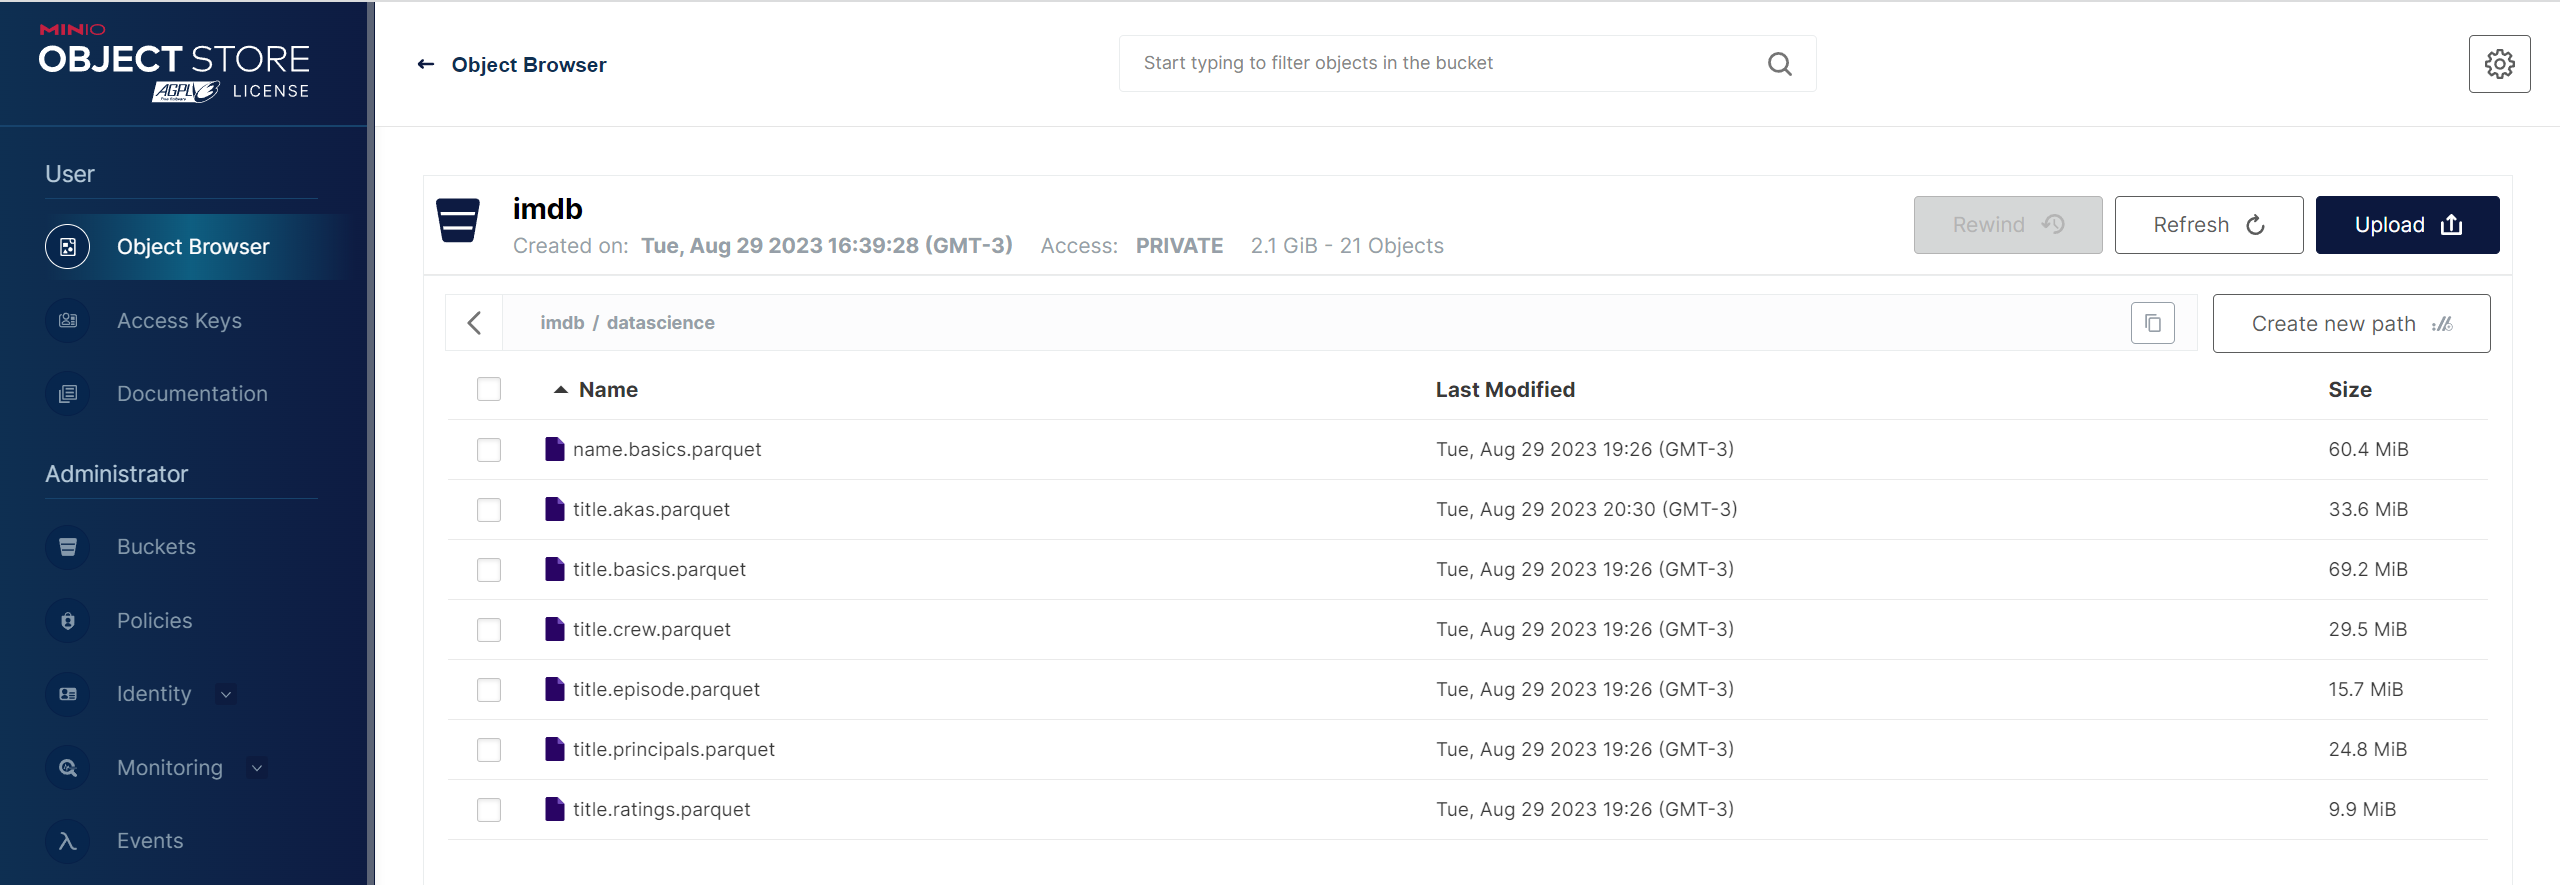 MINIO
OBJECT STORE
AGPLv3 LICENSE
Free Software
User
Object Browser
Access Keys
Documentation
Administrator
Buckets
Policies
Identity
Monitoring
Events
← Object Browser
Start typing to filter objects in the bucket
imdb
Created on: Tue, Aug 29 2023 16:39:28 (GMT-3) Access: PRIVATE 2.1 GiB - 21 Objects
Rewind Refresh Upload
imdb / datascience
Create new path
Name Last Modified Size
name.basics.parquet Tue, Aug 29 2023 19:26 (GMT-3) 60.4 MiB
title.akas.parquet Tue, Aug 29 2023 20:30 (GMT-3) 33.6 MiB
title.basics.parquet Tue, Aug 29 2023 19:26 (GMT-3) 69.2 MiB
title.crew.parquet Tue, Aug 29 2023 19:26 (GMT-3) 29.5 MiB
title.episode.parquet Tue, Aug 29 2023 19:26 (GMT-3) 15.7 MiB
title.principals.parquet Tue, Aug 29 2023 19:26 (GMT-3) 24.8 MiB
title.ratings.parquet Tue, Aug 29 2023 19:26 (GMT-3) 9.9 MiB